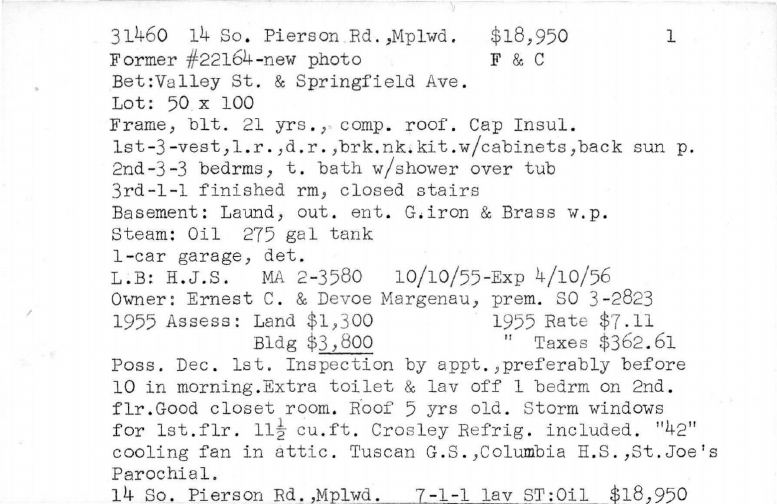 31460 14 So. Pierson Rd.,Mplwd. $18,950 1
Former #22164-new photo F & C
Bet:Valley St. & Springfield Ave.
Lot: 50 x 100
Frame, blt. 21 yrs., comp. roof. Cap Insul.
1st-3-vest,l.r.,d.r.,brk.nk.kit.w/cabinets,back sun p.
2nd-3-3 bedrms, t. bath w/shower over tub
3rd-1-1 finished rm, closed stairs
Basement: Laund, out. ent. G.iron & Brass w.p.
Steam: Oil 275 gal tank
1-car garage, det.
L.B: H.J.S. MA 2-3580 10/10/55-Exp 4/10/56
Owner: Ernest C. & Devoe Margenau, prem. SO 3-2823
1955 Assess: Land $1,300 1955 Rate $7.11
Bldg $3,800 " Taxes $362.61
Poss. Dec. 1st. Inspection by appt.,preferably before
10 in morning.Extra toilet & lav off 1 bedrm on 2nd.
flr.Good closet room. Roof 5 yrs old. Storm windows
for 1st.flr. 11½ cu.ft. Crosley Refrig. included. "42"
cooling fan in attic. Tuscan G.S.,Columbia H.S.,St.Joe's
Parochial.
14 So. Pierson Rd.,Mplwd. 7-1-1 lav ST:Oil $18,950